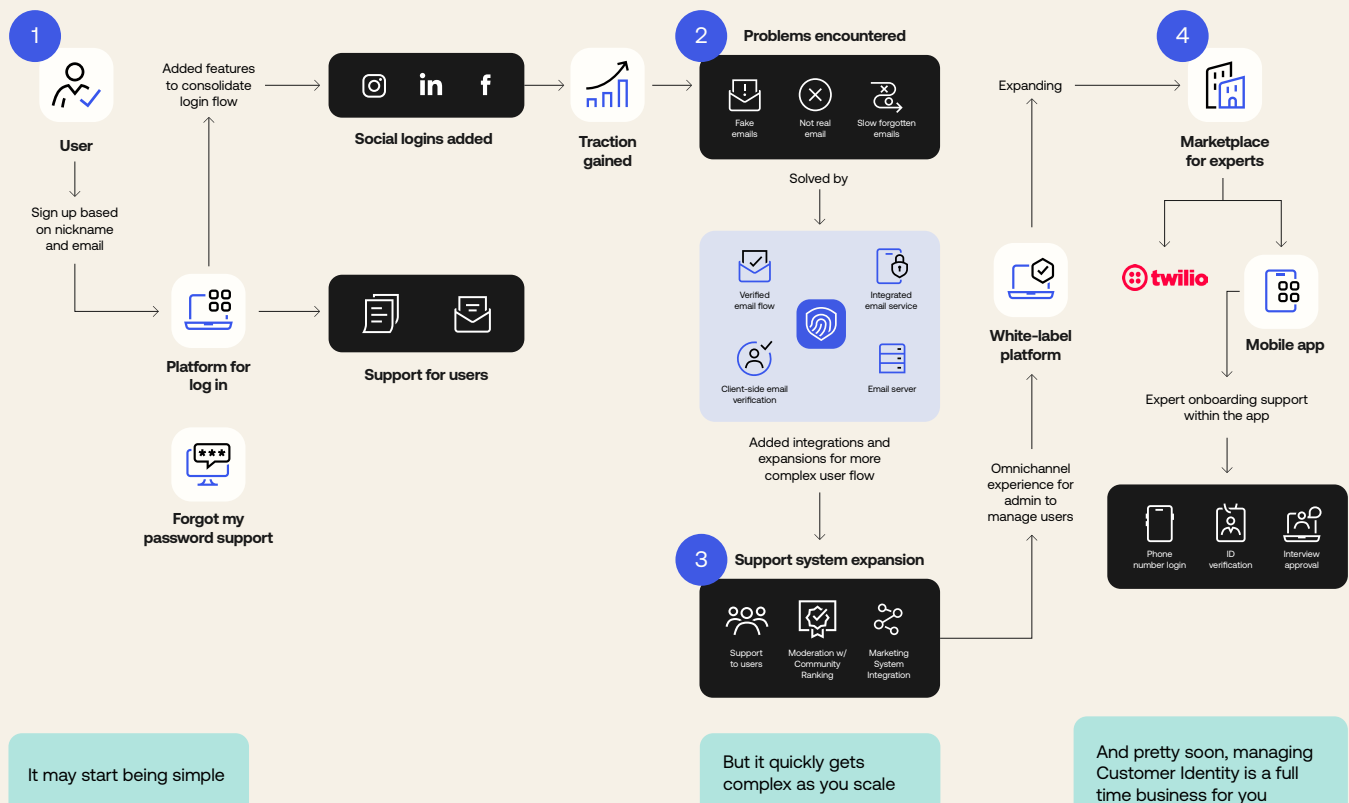 1
User
Sign up based
on nickname
and email
Added features
to consolidate
login flow
Platform for
log in
Forgot my
password support
in
f
Social logins added
Support for users
Traction
gained
2
Problems encountered
Fake
emails
Not real
email
Slow forgotten
emails
Solved by
Verified
email flow
Integrated
email service
Client-side email
verification
Email server
Added integrations and
expansions for more
complex user flow
3
Support system expansion
Support
to users
Moderation w/
Community
Ranking
Marketing
System
Integration
Omnichannel
experience for
admin to
manage users
White-label
platform
Expanding
4
Marketplace
for experts
twilio
Mobile app
Expert onboarding support
within the app
Phone
number login
ID
verification
Interview
approval
It may start being simple
But it quickly gets
complex as you scale
And pretty soon, managing
Customer Identity is a full
time business for you